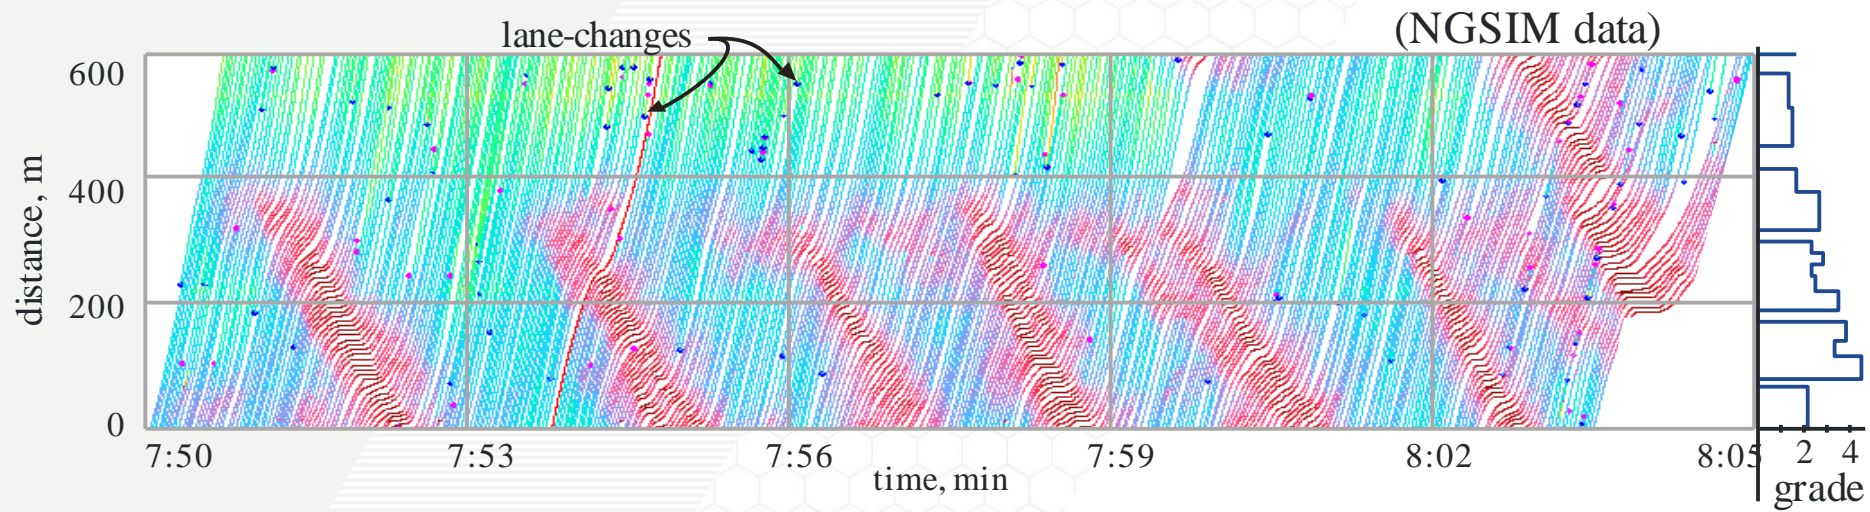 lane-changes
(NGSIM data)
600
400
200
0
distance, m
7:50 7:53 7:56 7:59 8:02 8:05
time, min
2 4
grade